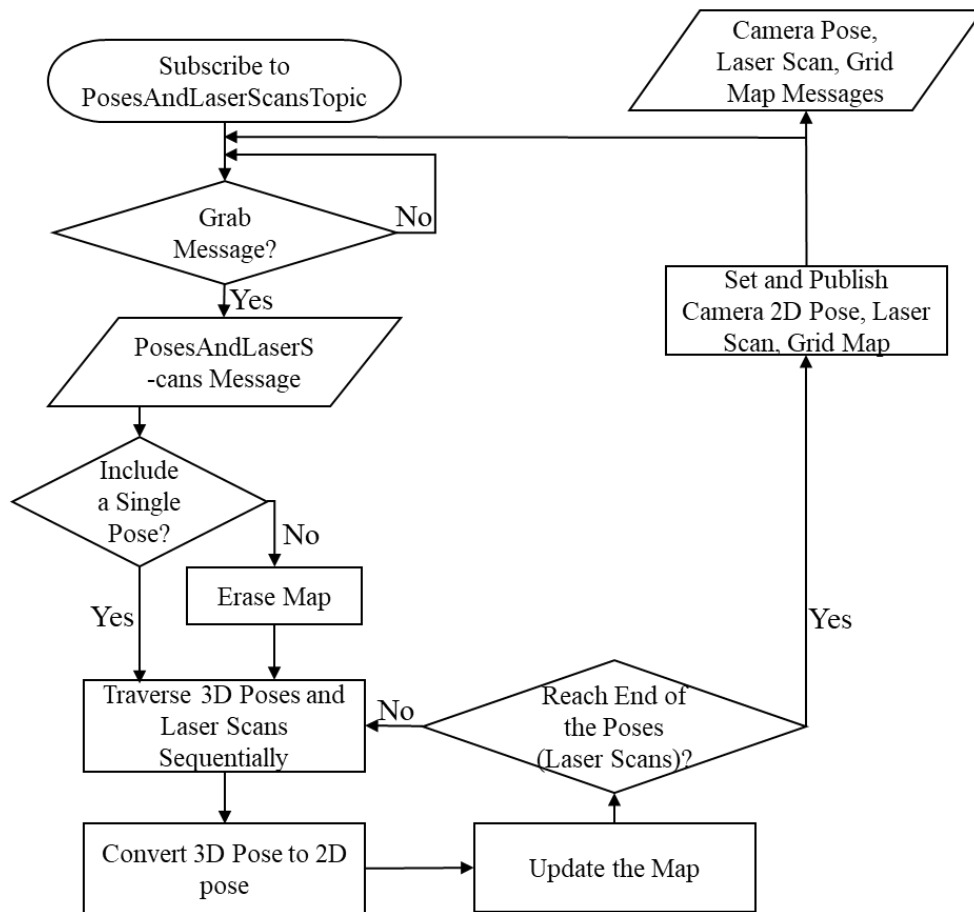 Subscribe to
PosesAndLaserScansTopic
Camera Pose,
Laser Scan, Grid
Map Messages
Grab
Message?
No
Yes
PosesAndLaserS
-cans Message
Set and Publish
Camera 2D Pose, Laser
Scan, Grid Map
Include
a Single
Pose?
No
Yes
Erase Map
Traverse 3D Poses and
Laser Scans
Sequentially
No
Reach End of
the Poses
(Laser Scans)?
Yes
Convert 3D Pose to 2D
pose
Update the Map